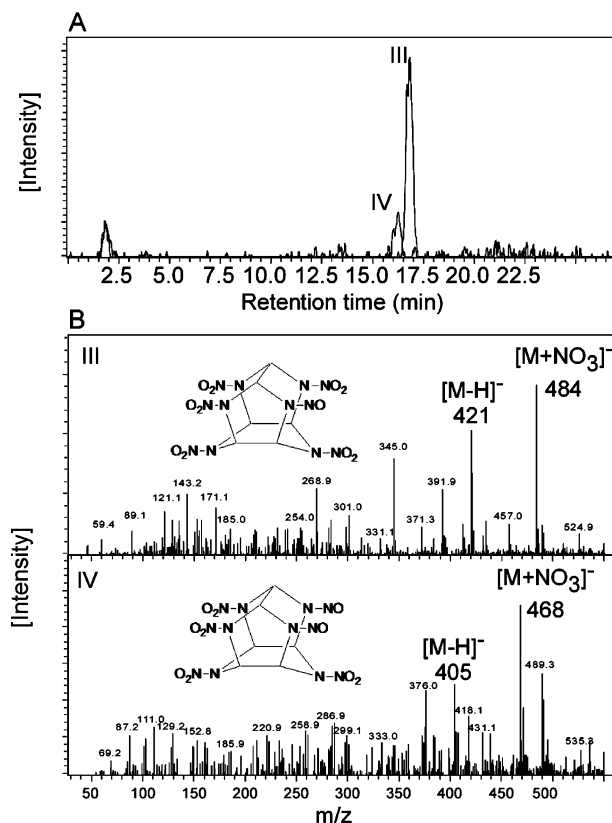 A
[Intensity]
III
IV
2.5 5.0 7.5 10.0 12.5 15.0 17.5 20.0 22.5
Retention time (min)
B
[Intensity]
III
O₂N-N N-NO₂
O₂N-N N-NO
O₂N-N N-NO₂
[M+NO₃]⁻
484
[M-H]⁻
421
59.4 89.1 121.1 143.2 171.1 185.0 254.0 268.9 301.0 331.1 345.0 371.3 391.9 457.0 524.9
IV
O₂N-N N-NO
O₂N-N N-NO
O₂N-N N-NO₂
[M+NO₃]⁻
468
[M-H]⁻
405
69.2 87.2 111.0 129.2 152.8 185.9 220.9 258.9 286.9 299.1 333.0 376.0 418.1 431.1 489.3 535.3
50 100 150 200 250 300 350 400 450 500
m/z